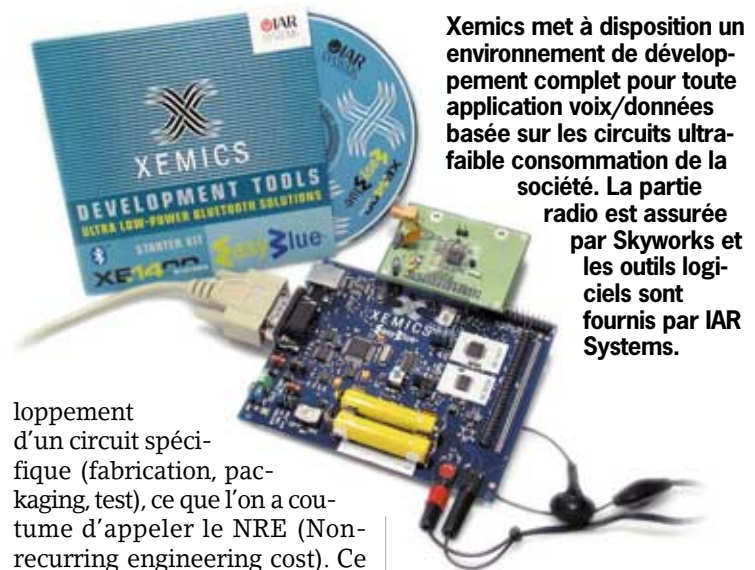 Xemics met à disposition un
environnement de dévelop-
pement complet pour toute
application voix/données
basée sur les circuits ultra-
faible consommation de la
société. La partie
radio est assurée
par Skyworks et
les outils logi-
ciels sont
fournis par IAR
Systems.
IAR
SYSTEMS
IAR
SYSTEMS
XEMICS
DEVELOPMENT TOOLS
ULTRA LOW-POWER BLUETOOTH SOLUTIONS
STARTER KIT
EasyBlue
XE1400
XEMICS
EasyBlue
loppement
d'un circuit spéci-
fique (fabrication, pac-
kaging, test), ce que l'on a cou-
tume d'appeler le NRE (Non-
recurring engineering cost). Ce